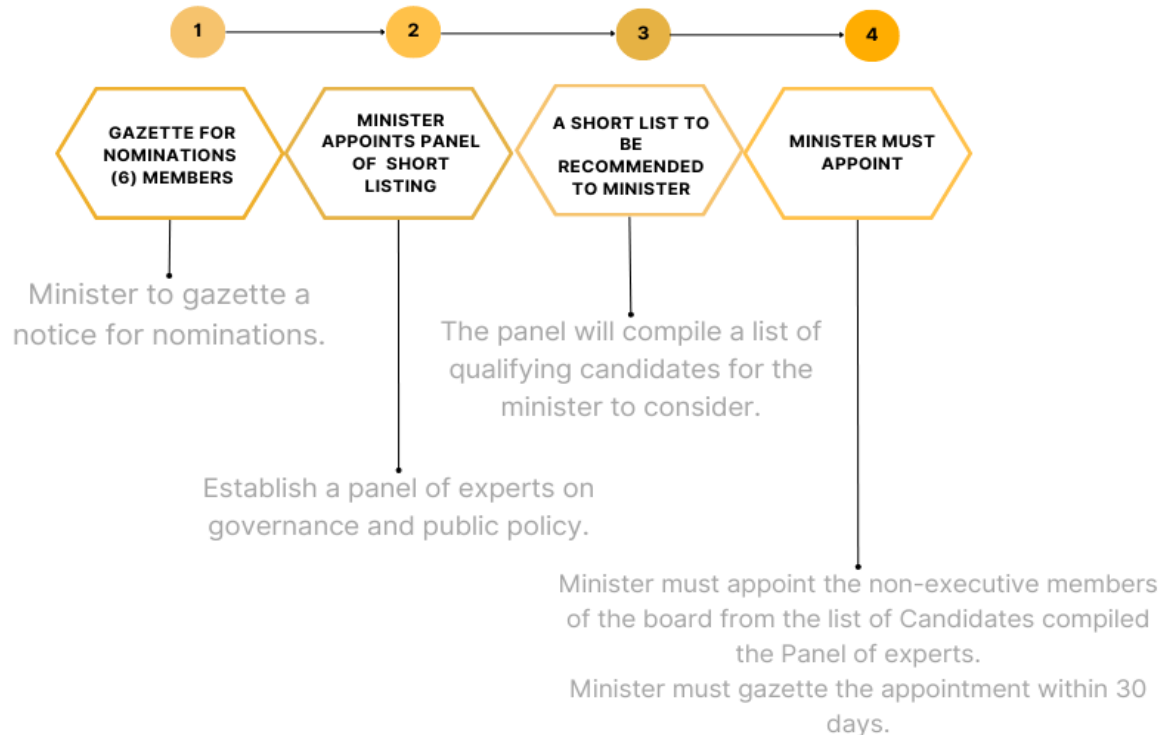 1
2
3
4
GAZETTE FOR
NOMINATIONS
(6) MEMBERS
MINISTER
APPOINTS PANEL
OF SHORT
LISTING
A SHORT LIST TO
BE
RECOMMENDED
TO MINISTER
MINISTER MUST
APPOINT
Minister to gazette a
notice for nominations.
Establish a panel of experts on
governance and public policy.
The panel will compile a list of
qualifying candidates for the
minister to consider.
Minister must appoint the non-executive members
of the board from the list of Candidates compiled
the Panel of experts.
Minister must gazette the appointment within 30
days.